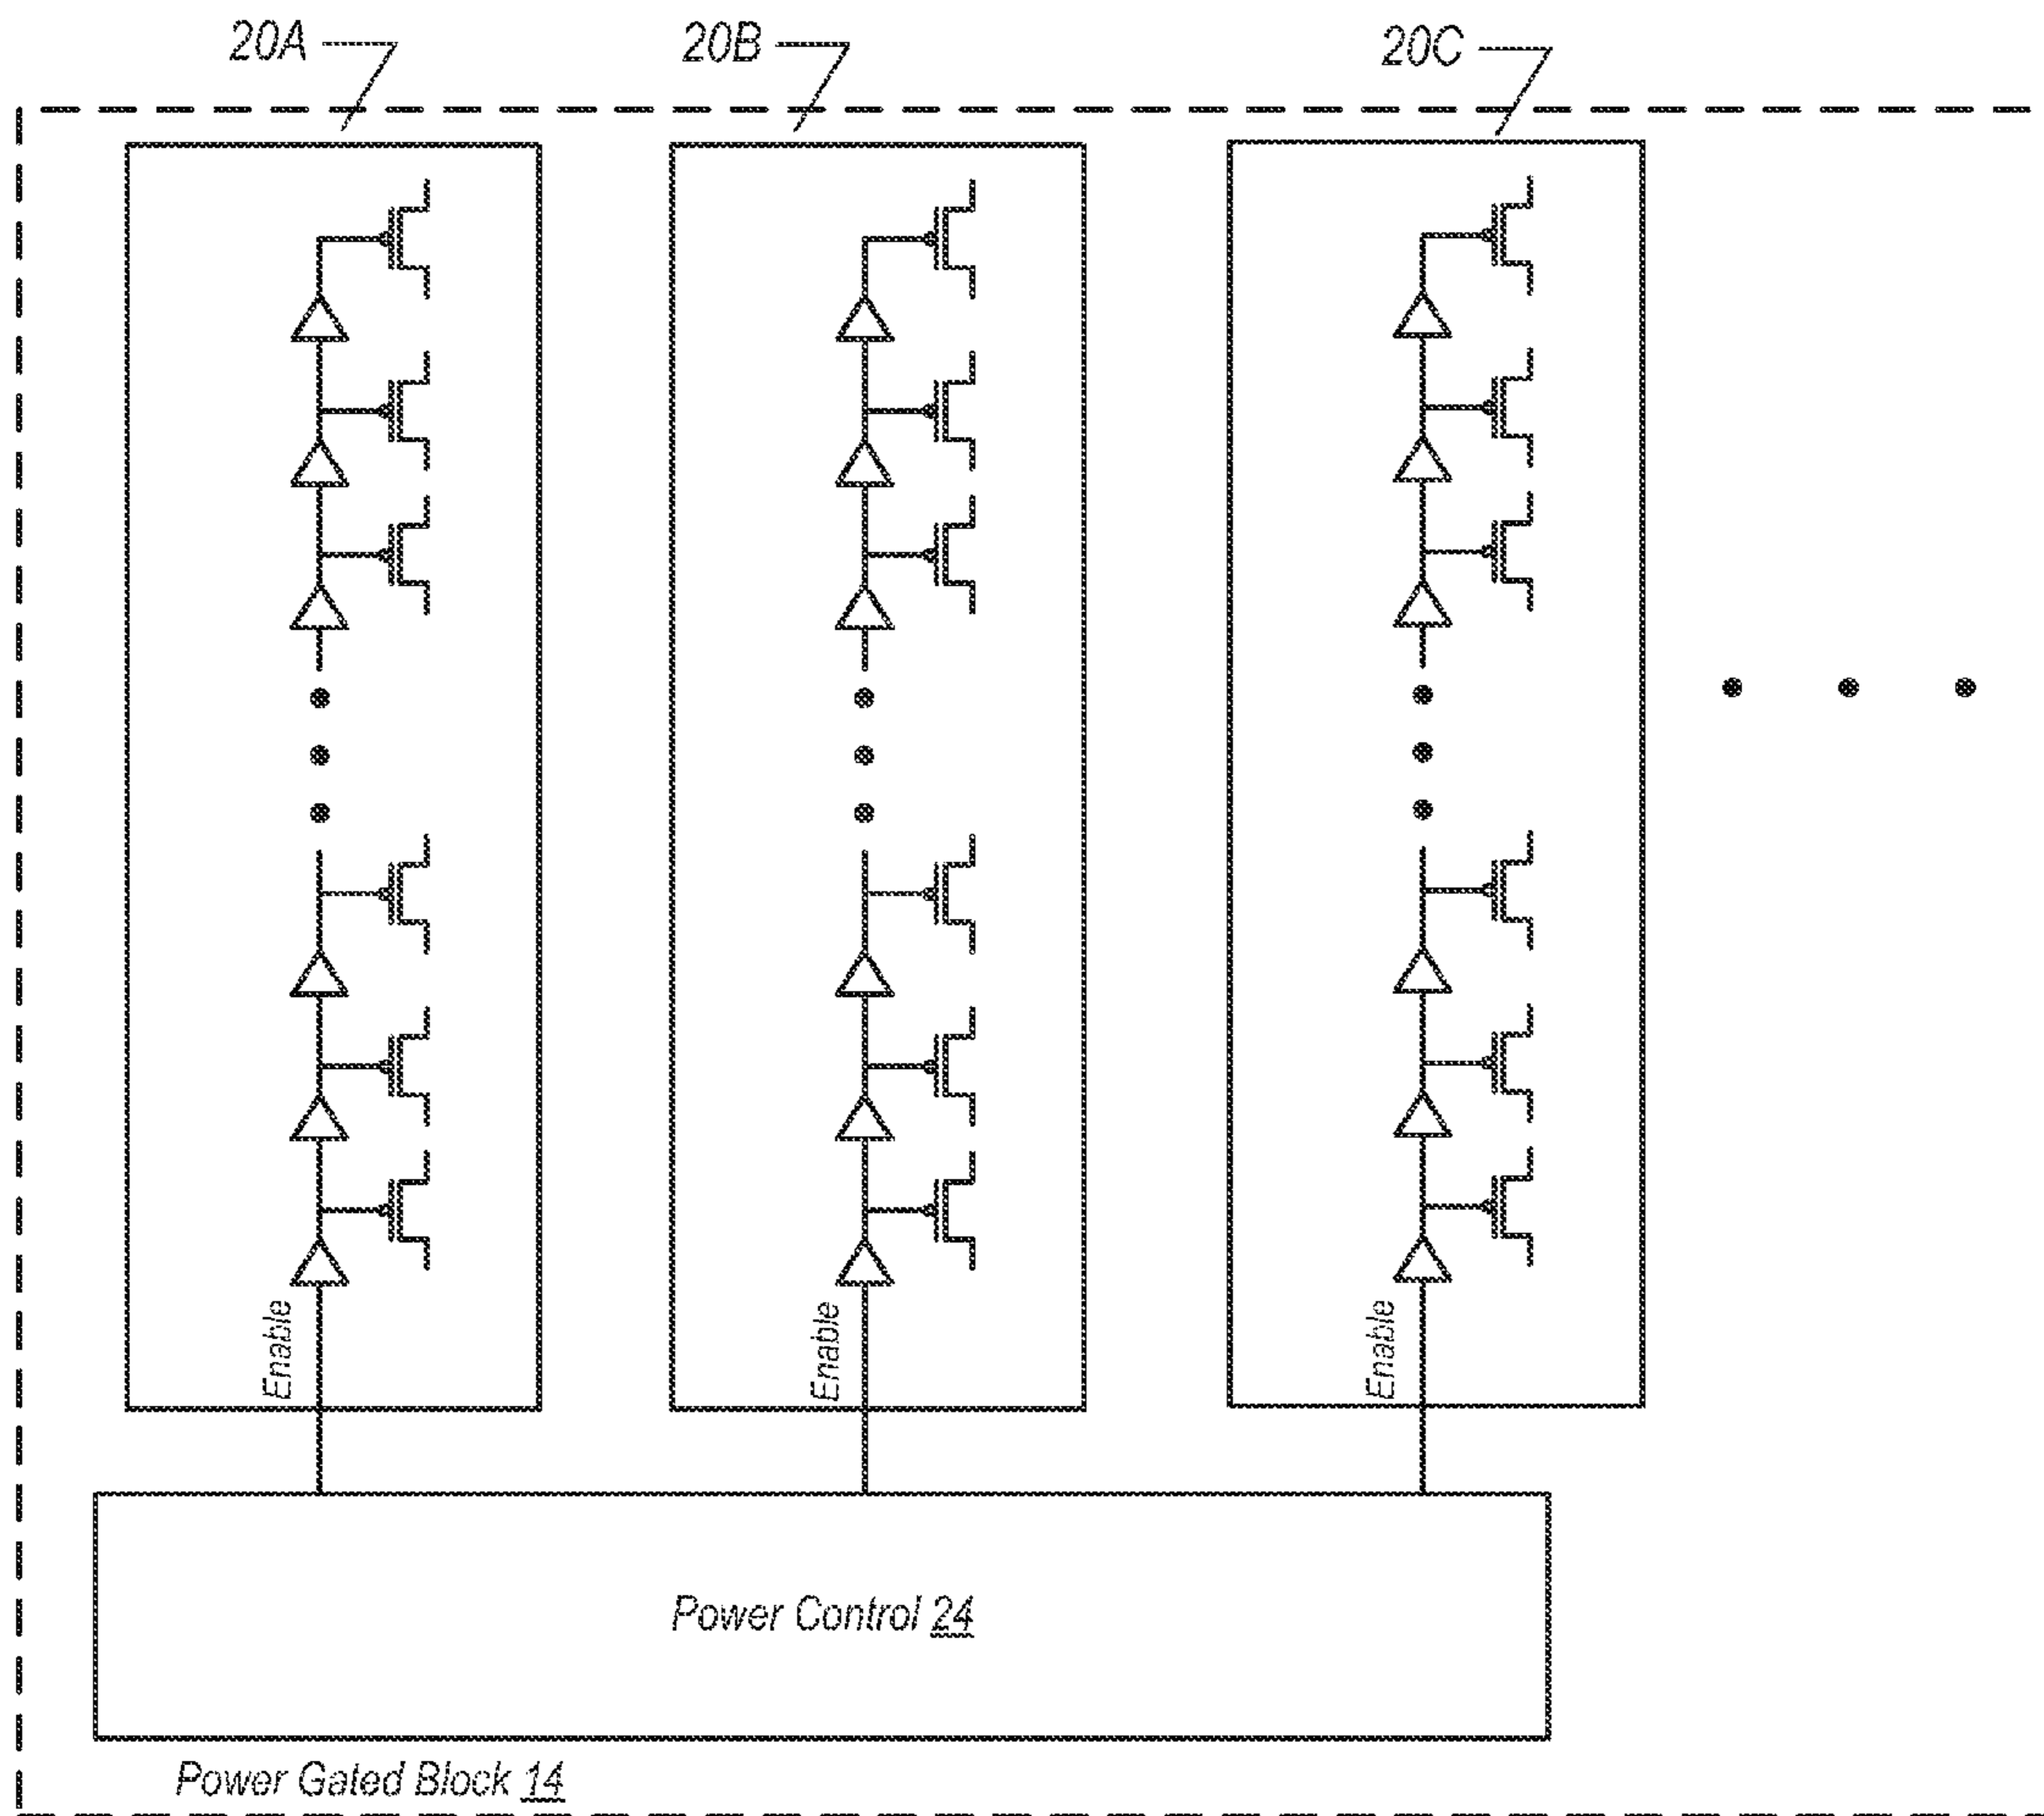 20A
20B
20C
Enable
Enable
Enable
Power Control 24
Power Gated Block 14